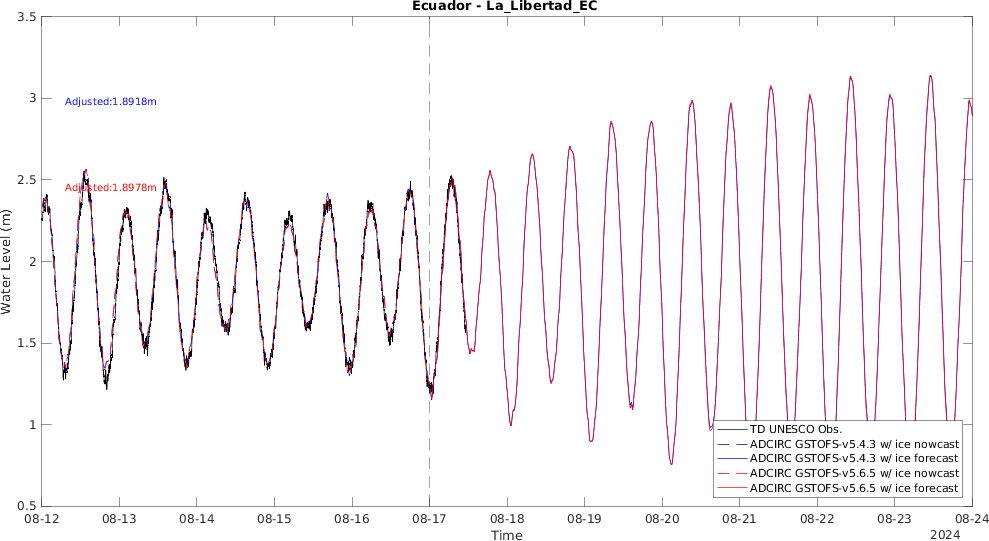 Ecuador - La_Libertad_EC
3.5
3
2.5
2
1.5
1
0.5
Water Level (m)
Adjusted:1.8918m
Adjusted:1.8978m
TD UNESCO Obs.
ADCIRC GSTOFS-v5.4.3 w/ ice nowcast
ADCIRC GSTOFS-v5.4.3 w/ ice forecast
ADCIRC GSTOFS-v5.6.5 w/ ice nowcast
ADCIRC GSTOFS-v5.6.5 w/ ice forecast
08-12 08-13 08-14 08-15 08-16 08-17 08-18 08-19 08-20 08-21 08-22 08-23 08-24
Time
2024